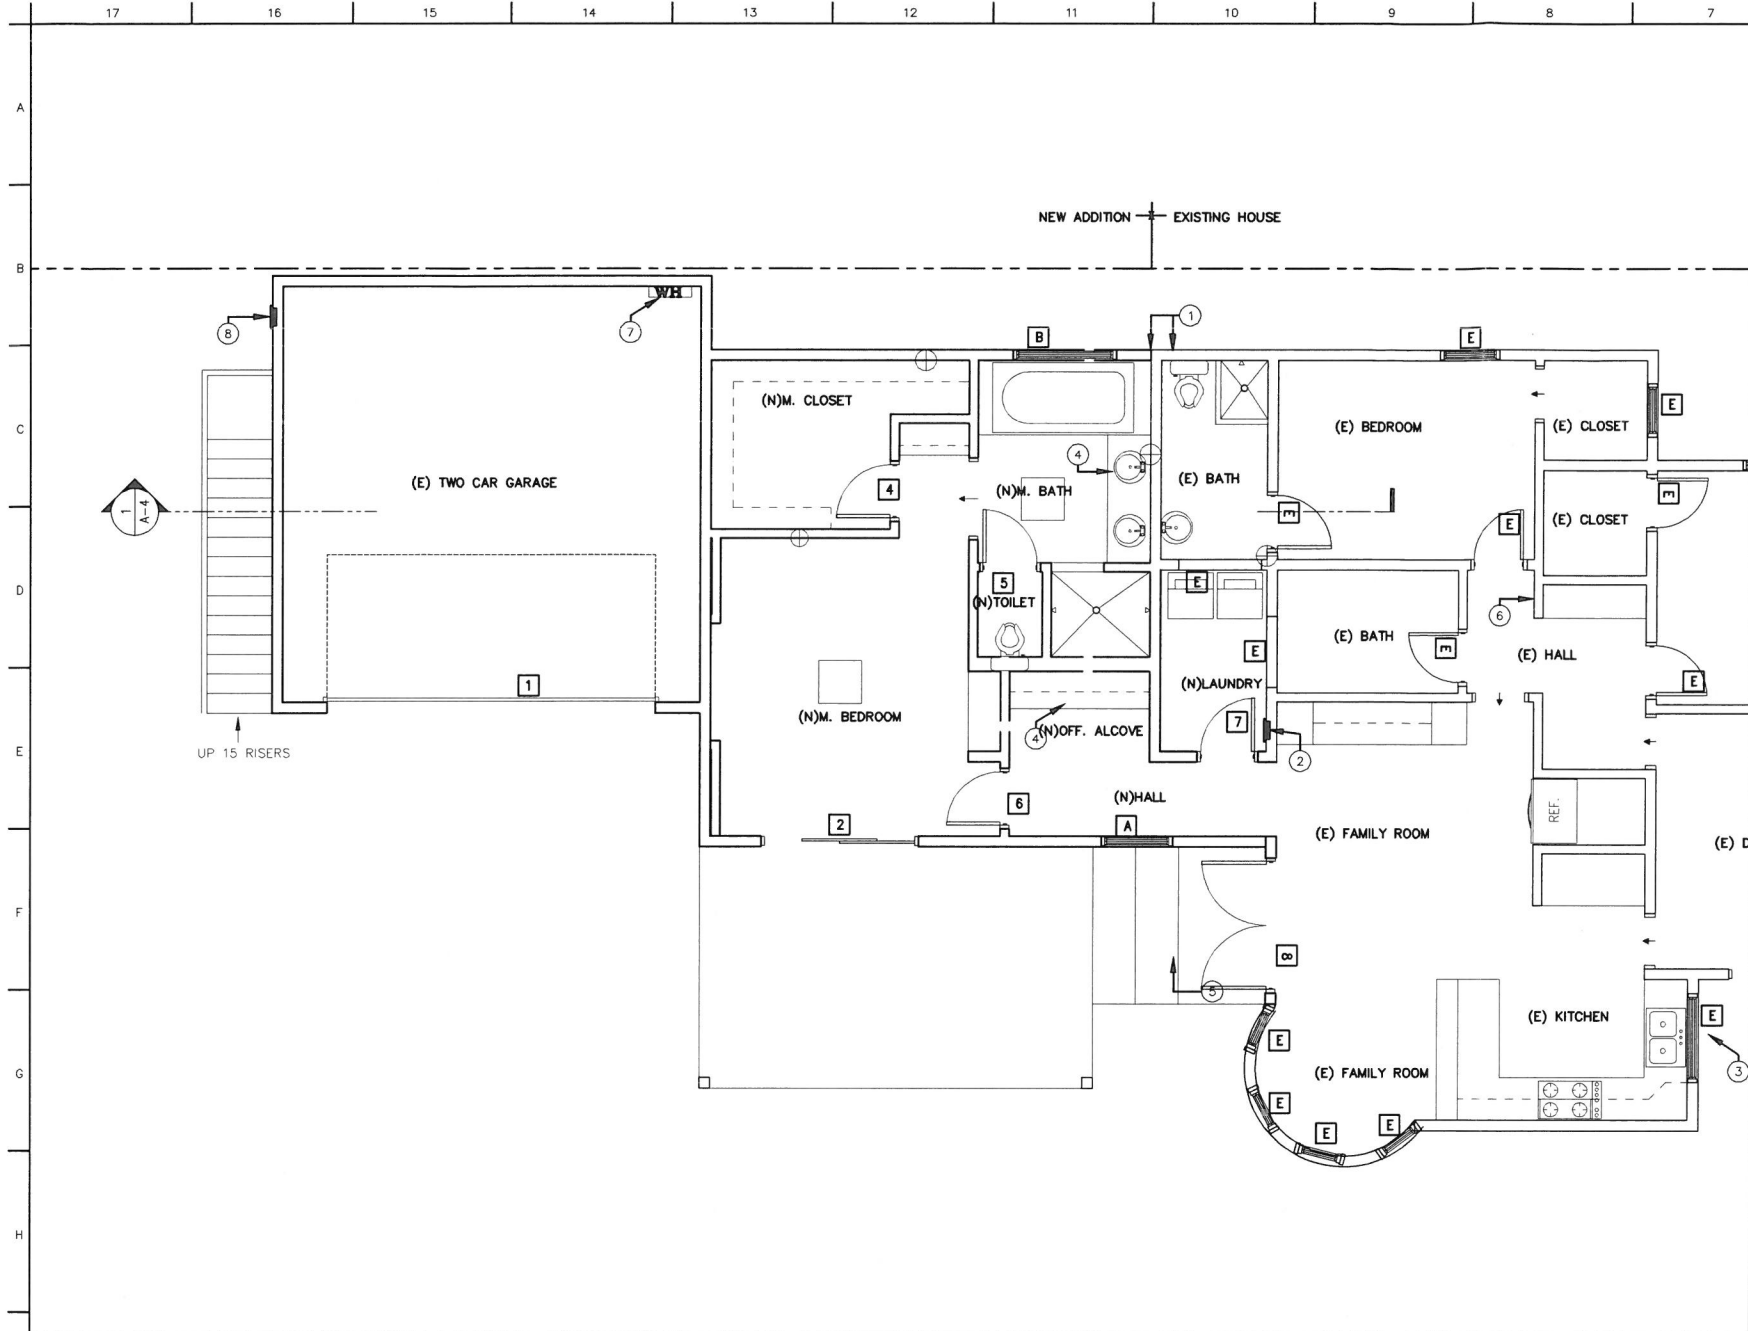 17 16 15 14 13 12 11 10 9 8 7
A
NEW ADDITION EXISTING HOUSE
B
WH
8
7
1
B
E
(N)M. CLOSET
E
C
(E) BEDROOM
(E) CLOSET
4
(E) TWO CAR GARAGE
4
(N)M. BATH
(E) BATH
E
1
A-4
E
E
(E) CLOSET
D
5
E
(N)TOILET
6
(E) BATH
E
E
(E) HALL
1
(N)LAUNDRY
E
(N)M. BEDROOM
7
4
(N)OFF. ALCOVE
E
UP 15 RISERS
2
6
(N)HALL
REF.
2
A
(E) FAMILY ROOM
(E) D
F
8
5
(E) KITCHEN
E
E
G
(E) FAMILY ROOM
3
E
E
E
H